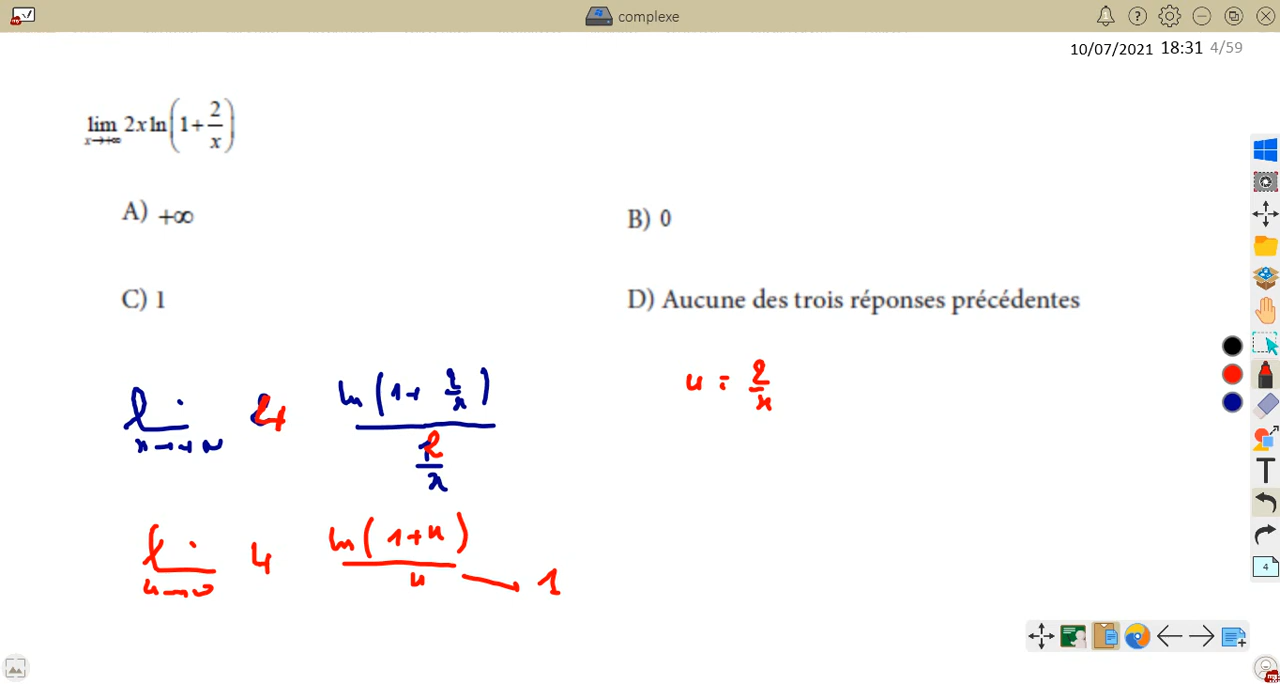 complexe
10/07/2021 18:31 4/59
lim x→+∞ 2x ln(1+2/x)
A) +∞
B) 0
C) 1
D) Aucune des trois réponses précédentes
lim x→+∞ 4 ln(1+2/x) / (2/x)
u = 2/x
lim u→0 4 ln(1+u)/u → 1
4